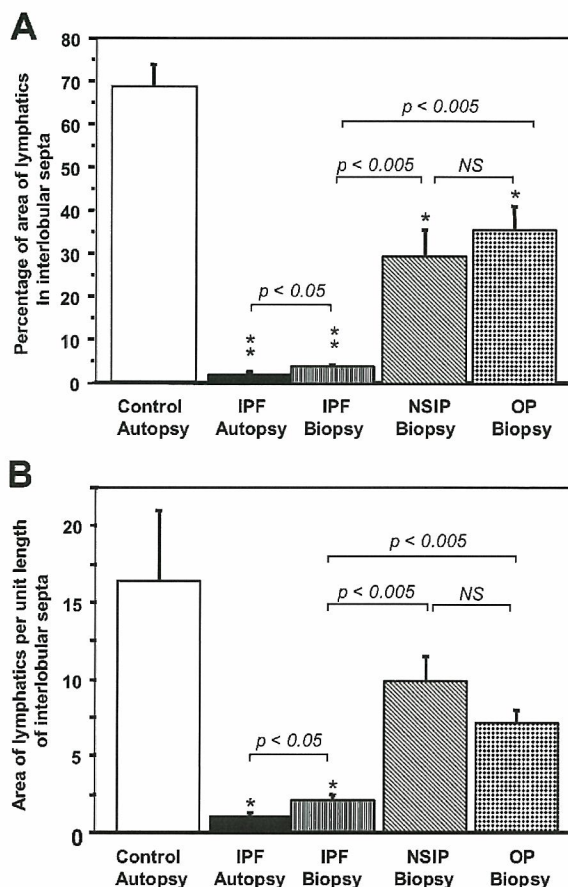 A
80
70
60
50
40
30
20
10
0
Percentage of area of lymphatics
In interlobular septa
p < 0.005
p < 0.005
NS
*
*
p < 0.05
*
*
*
*
Control
Autopsy
IPF
Autopsy
IPF
Biopsy
NSIP
Biopsy
OP
Biopsy
B
20
15
10
5
0
Area of lymphatics per unit length
of interlobular septa
p < 0.005
p < 0.005
NS
p < 0.05
*
*
Control
Autopsy
IPF
Autopsy
IPF
Biopsy
NSIP
Biopsy
OP
Biopsy